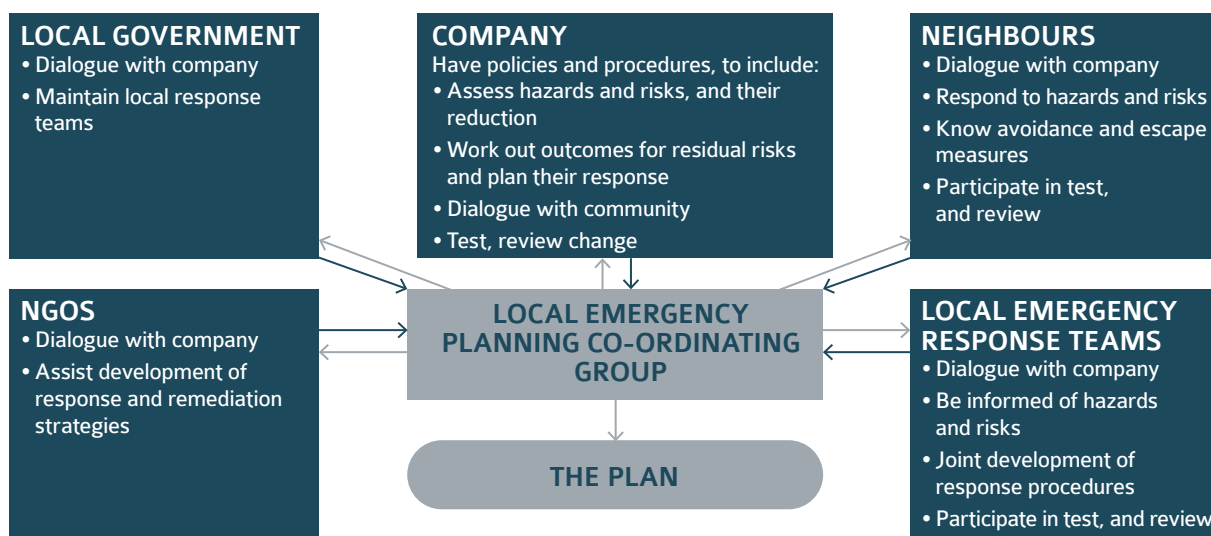 LOCAL GOVERNMENT
• Dialogue with company
• Maintain local response
teams
COMPANY
Have policies and procedures, to include:
• Assess hazards and risks, and their
reduction
• Work out outcomes for residual risks
and plan their response
• Dialogue with community
• Test, review change
NEIGHBOURS
• Dialogue with company
• Respond to hazards and risks
• Know avoidance and escape
measures
• Participate in test,
and review
NGOS
• Dialogue with company
• Assist development of
response and remediation
strategies
LOCAL EMERGENCY
PLANNING CO-ORDINATING
GROUP
THE PLAN
LOCAL EMERGENCY
RESPONSE TEAMS
• Dialogue with company
• Be informed of hazards
and risks
• Joint development of
response procedures
• Participate in test, and review